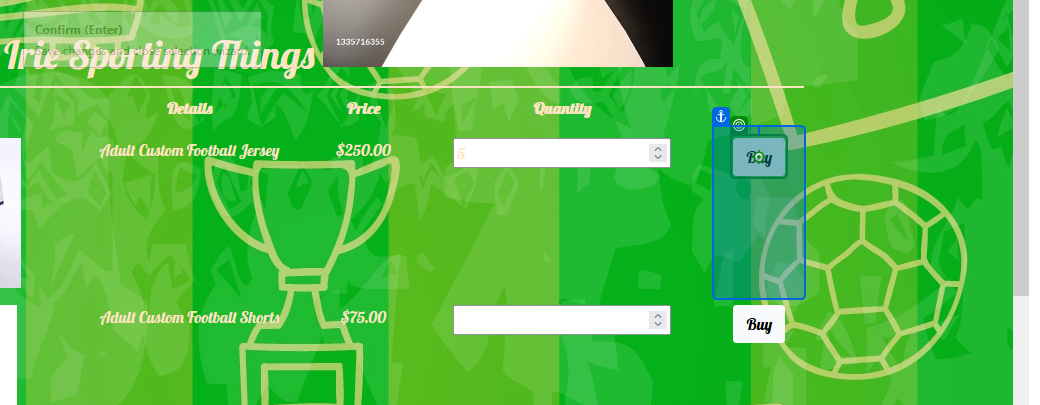 Confirm (Enter)
Save changes and close selection wizard
Irie Sporting Things
1335716355
Details Price Quantity
Adult Custom Football Jersey $250.00 5 Buy
Adult Custom Football Shorts $75.00 Buy